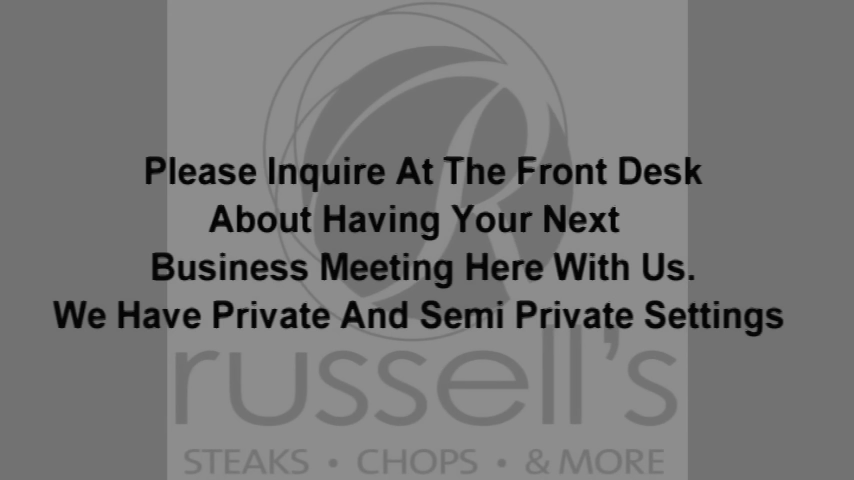 Please Inquire At The Front Desk
About Having Your Next
Business Meeting Here With Us.
We Have Private And Semi Private Settings
R
russell's
STEAKS • CHOPS • & MORE